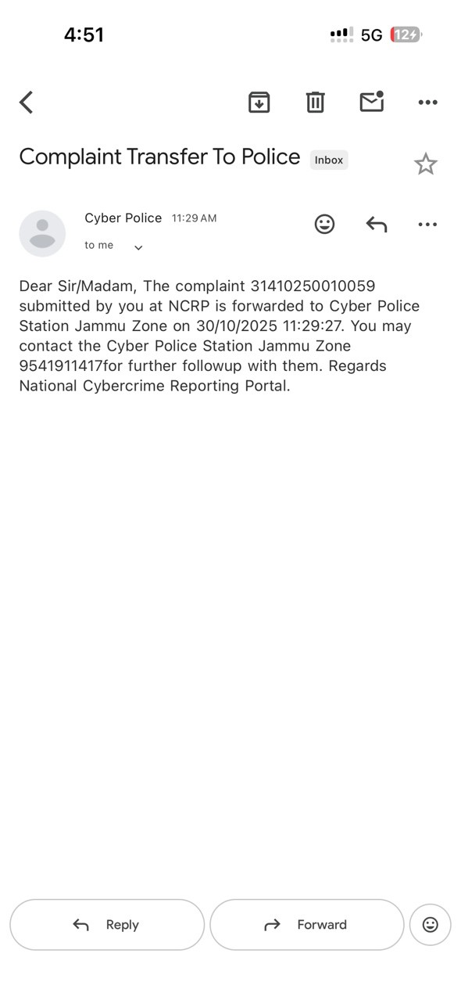 4:51
5G
12
Complaint Transfer To Police
Inbox
Cyber Police 11:29 AM
to me
Dear Sir/Madam, The complaint 31410250010059
submitted by you at NCRP is forwarded to Cyber Police
Station Jammu Zone on 30/10/2025 11:29:27. You may
contact the Cyber Police Station Jammu Zone
9541911417for further followup with them. Regards
National Cybercrime Reporting Portal.
Reply
Forward